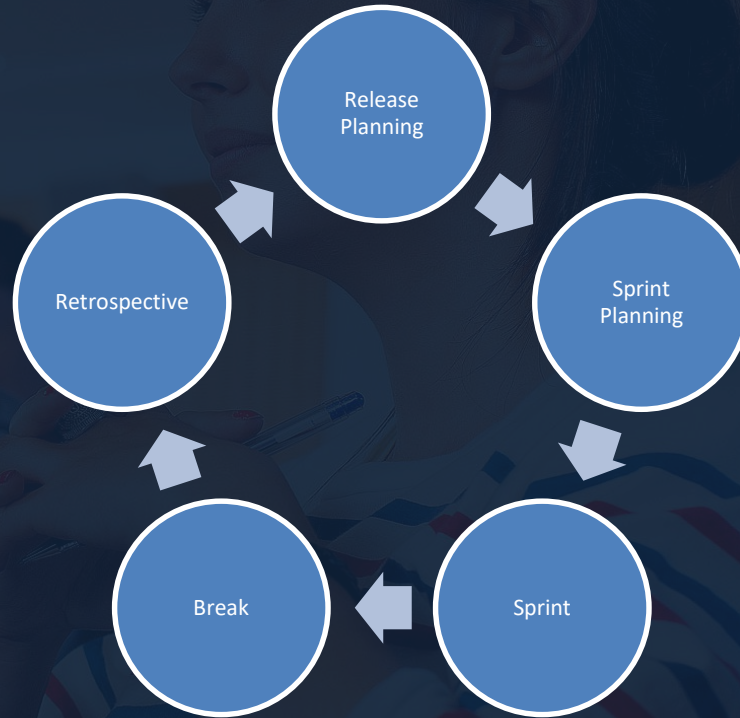 Release
Planning
Sprint
Planning
Sprint
Break
Retrospective